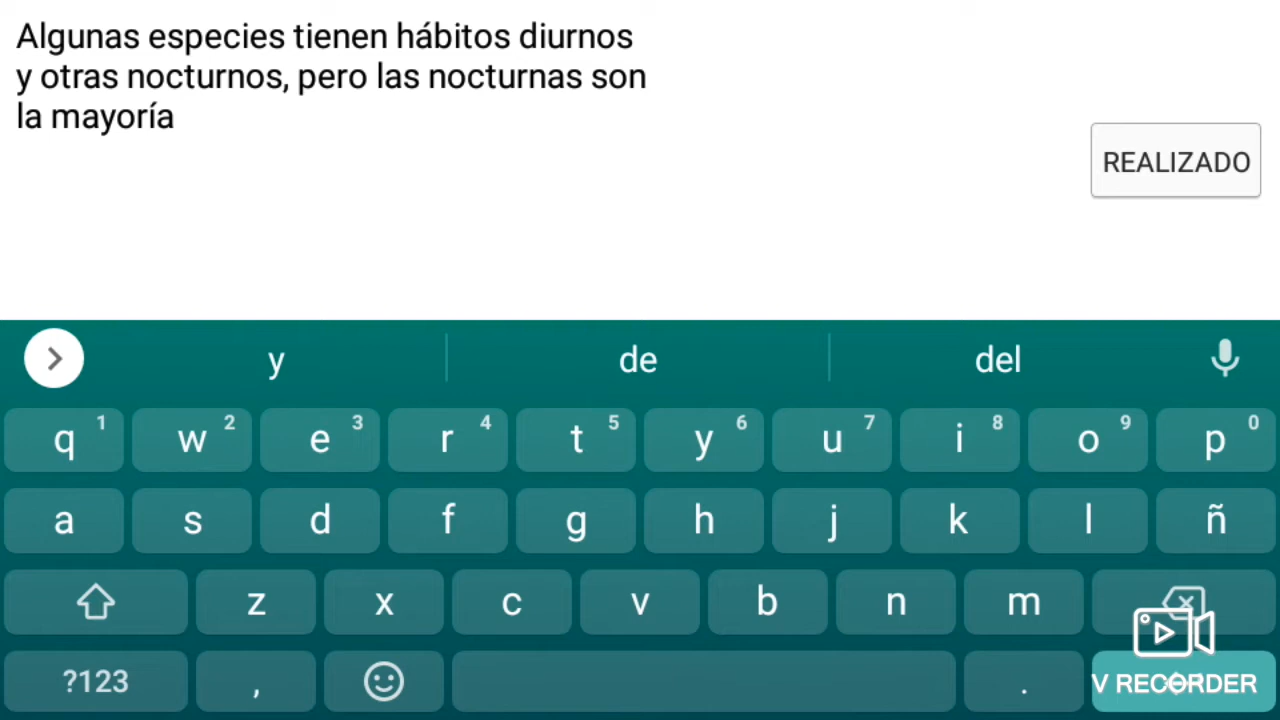 Algunas especies tienen hábitos diurnos
y otras nocturnos, pero las nocturnas son
la mayoría
REALIZADO
y de del
q 1 w 2 e 3 r 4 t 5 y 6 u 7 i 8 o 9 p 0
a s d f g h j k l ñ
z x c v b n m
?123 , .
V RECORDER